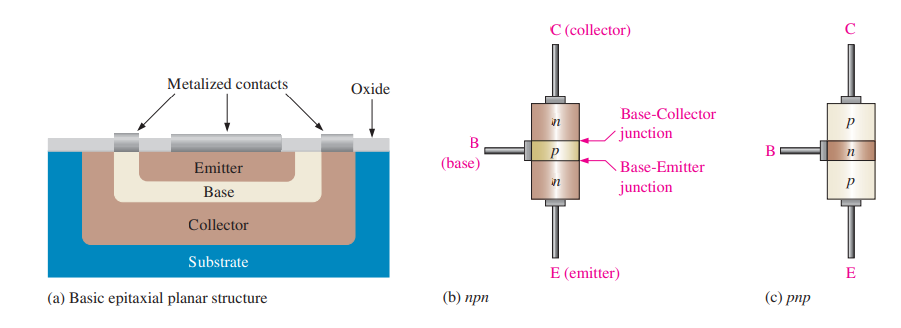 Metalized contacts
Oxide
Emitter
Base
Collector
Substrate
(a) Basic epitaxial planar structure
C (collector)
n
Base-Collector
junction
B
(base)
p
Base-Emitter
junction
n
E (emitter)
(b) npn
C
p
B
n
p
E
(c) pnp